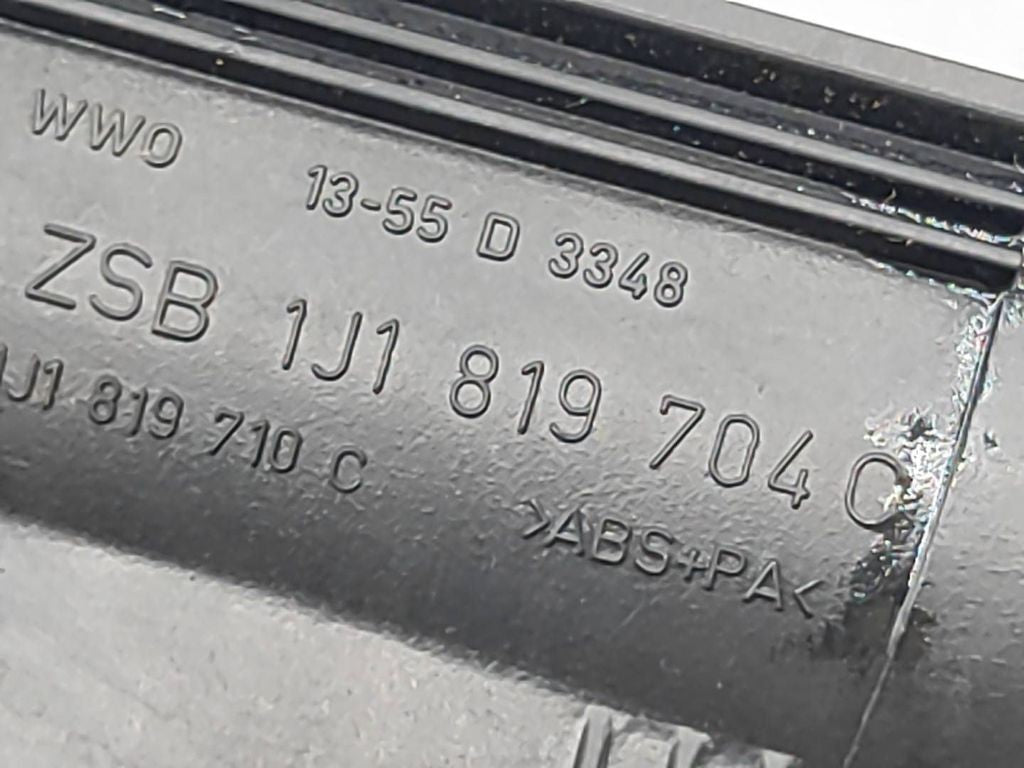 WWO
13-55 D 3348
ZSB 1J1 819 704 C
1J1 819 710 C
>ABS+PA<